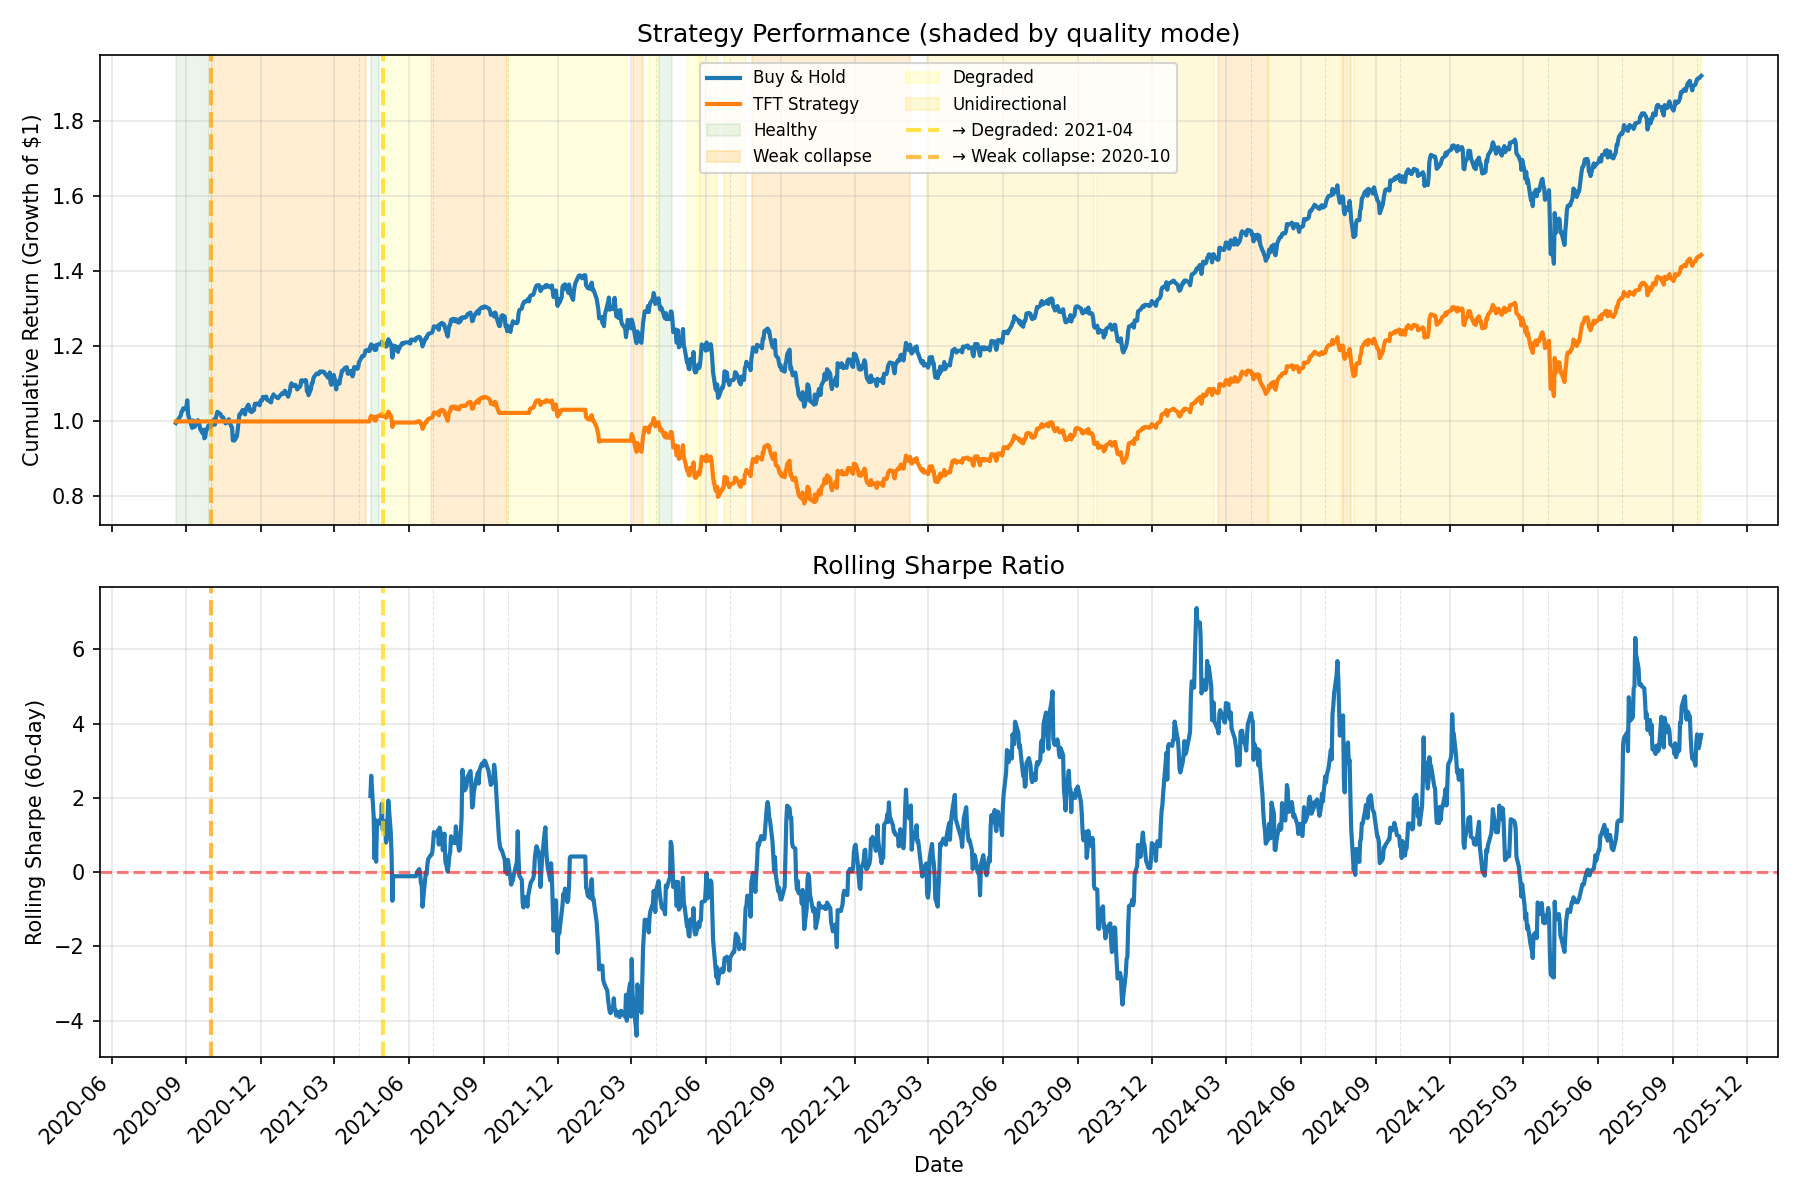 Strategy Performance (shaded by quality mode)
Cumulative Return (Growth of $1)
1.8
1.6
1.4
1.2
1.0
0.8
Buy & Hold
TFT Strategy
Healthy
Weak collapse
Degraded
Unidirectional
→ Degraded: 2021-04
→ Weak collapse: 2020-10
Rolling Sharpe Ratio
Rolling Sharpe (60-day)
6
4
2
0
−2
−4
2020-06
2020-09
2020-12
2021-03
2021-06
2021-09
2021-12
2022-03
2022-06
2022-09
2022-12
2023-03
2023-06
2023-09
2023-12
2024-03
2024-06
2024-09
2024-12
2025-03
2025-06
2025-09
2025-12
Date